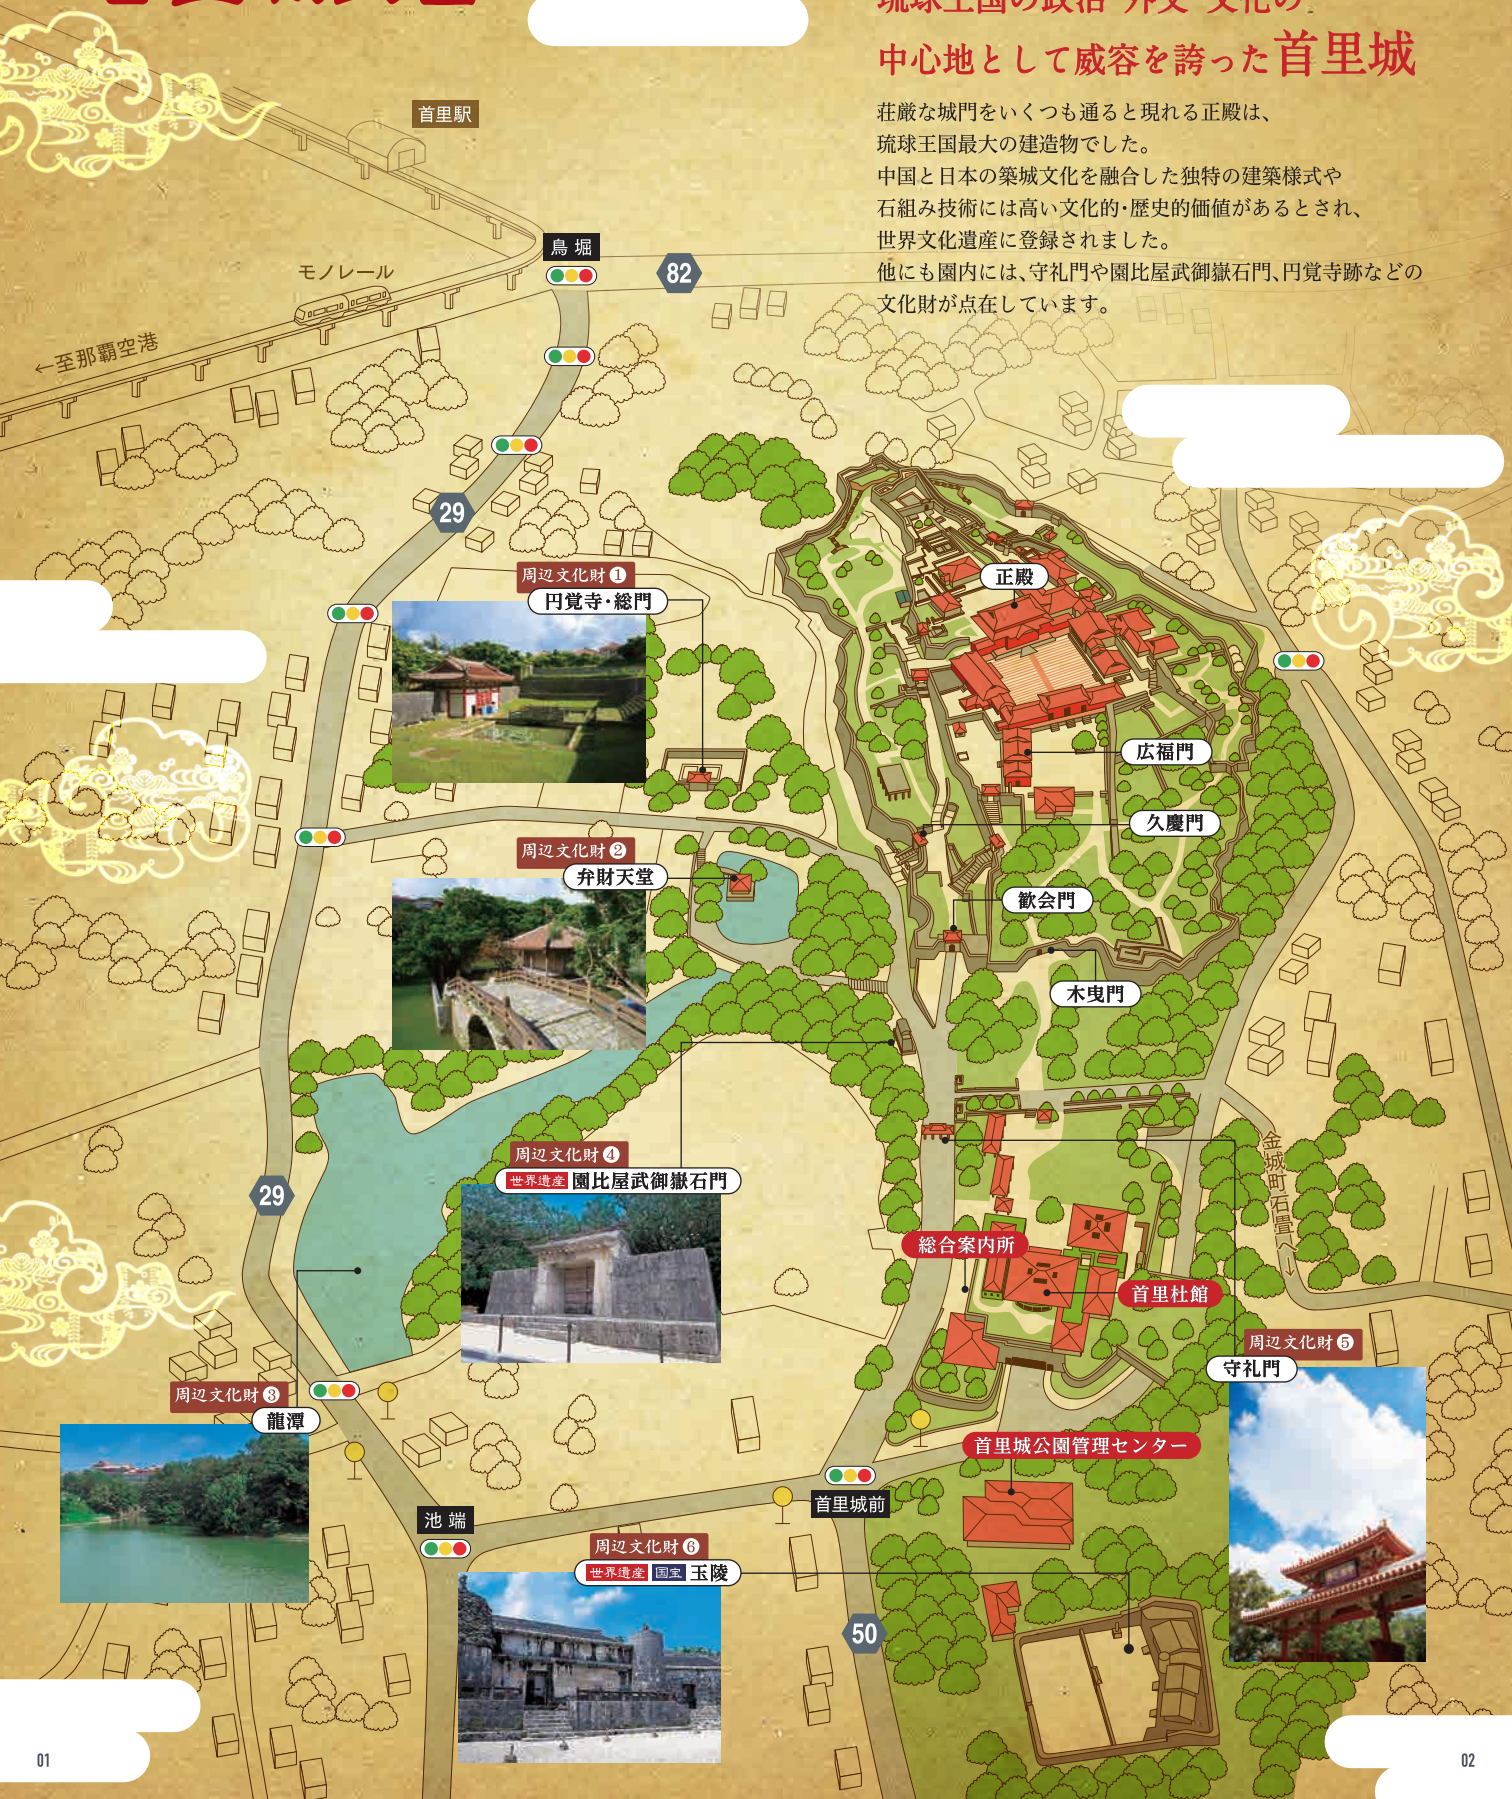 琉球王国の政治・外交・文化の
中心地として威容を誇った首里城
荘厳な城門をいくつも通ると現れる正殿は、
琉球王国最大の建造物でした。
中国と日本の築城文化を融合した独特の建築様式や
石組み技術には高い文化的・歴史的価値があるとされ、
世界文化遺産に登録されました。
他にも園内には、守礼門や園比屋武御嶽石門、円覚寺跡などの
文化財が点在しています。
首里駅
鳥堀
82
モノレール
←至那覇空港
29
周辺文化財❶
円覚寺・総門
正殿
広福門
久慶門
周辺文化財❷
弁財天堂
歓会門
木曳門
周辺文化財❹
世界遺産 園比屋武御嶽石門
金城町石畳へ→
29
総合案内所
首里杜館
周辺文化財❺
守礼門
周辺文化財❸
龍潭
首里城公園管理センター
首里城前
池端
周辺文化財❻
世界遺産 国宝 玉陵
50
01
02